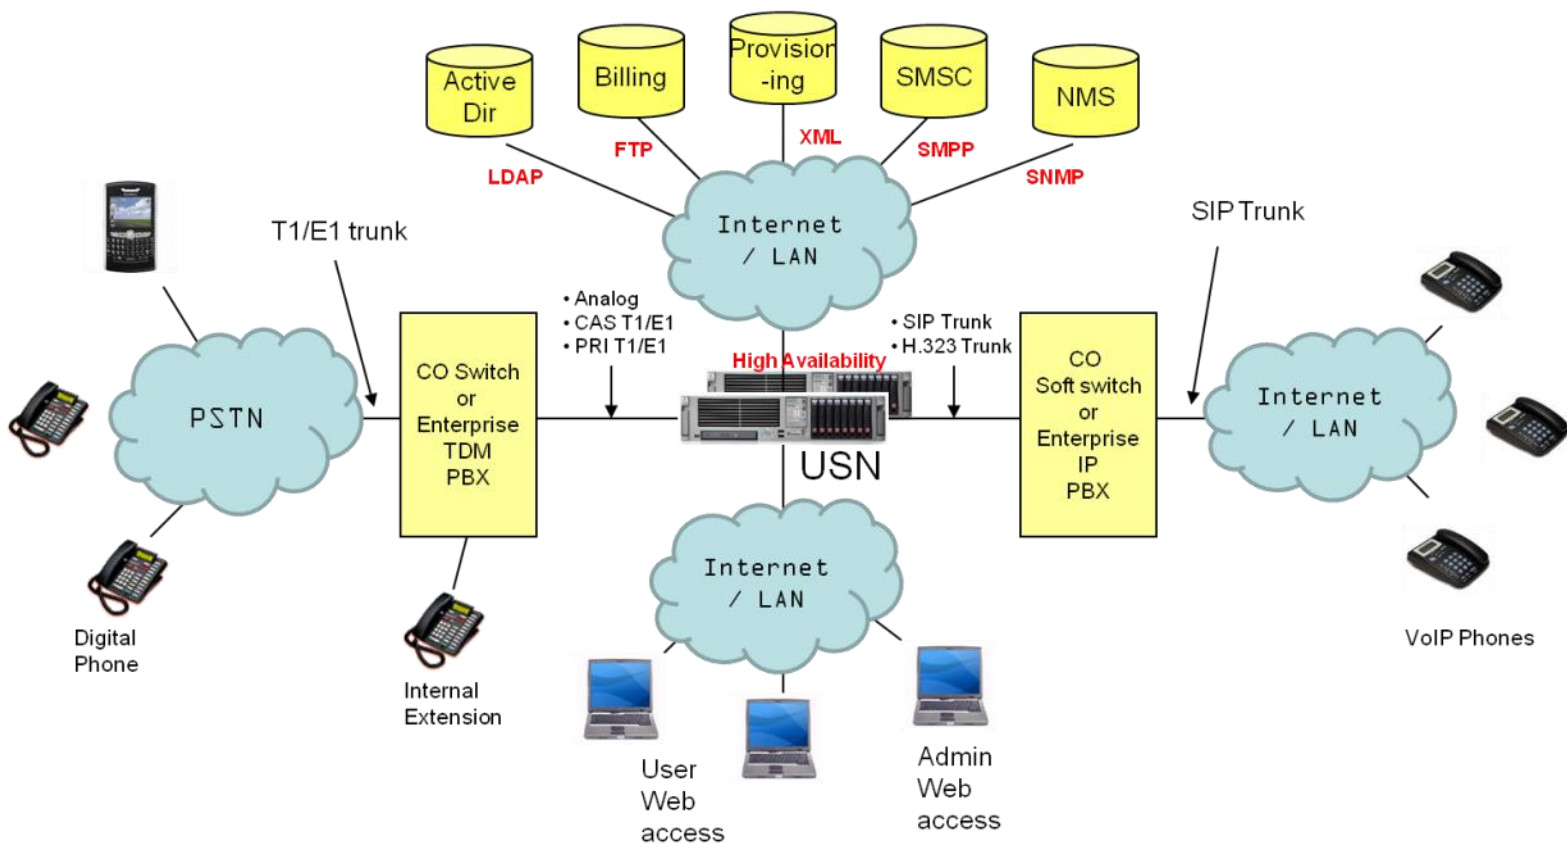 Active
Dir
Billing
Provision
-ing
SMSC
NMS
LDAP
FTP
XML
SMPP
SNMP
Internet
/ LAN
T1/E1 trunk
SIP Trunk
• Analog
• CAS T1/E1
• PRI T1/E1
• SIP Trunk
• H.323 Trunk
High Availability
PSTN
CO Switch
or
Enterprise
TDM
PBX
USN
CO
Soft switch
or
Enterprise
IP
PBX
Internet
/ LAN
Internet
/ LAN
Digital
Phone
Internal
Extension
VoIP Phones
User
Web
access
Admin
Web
access